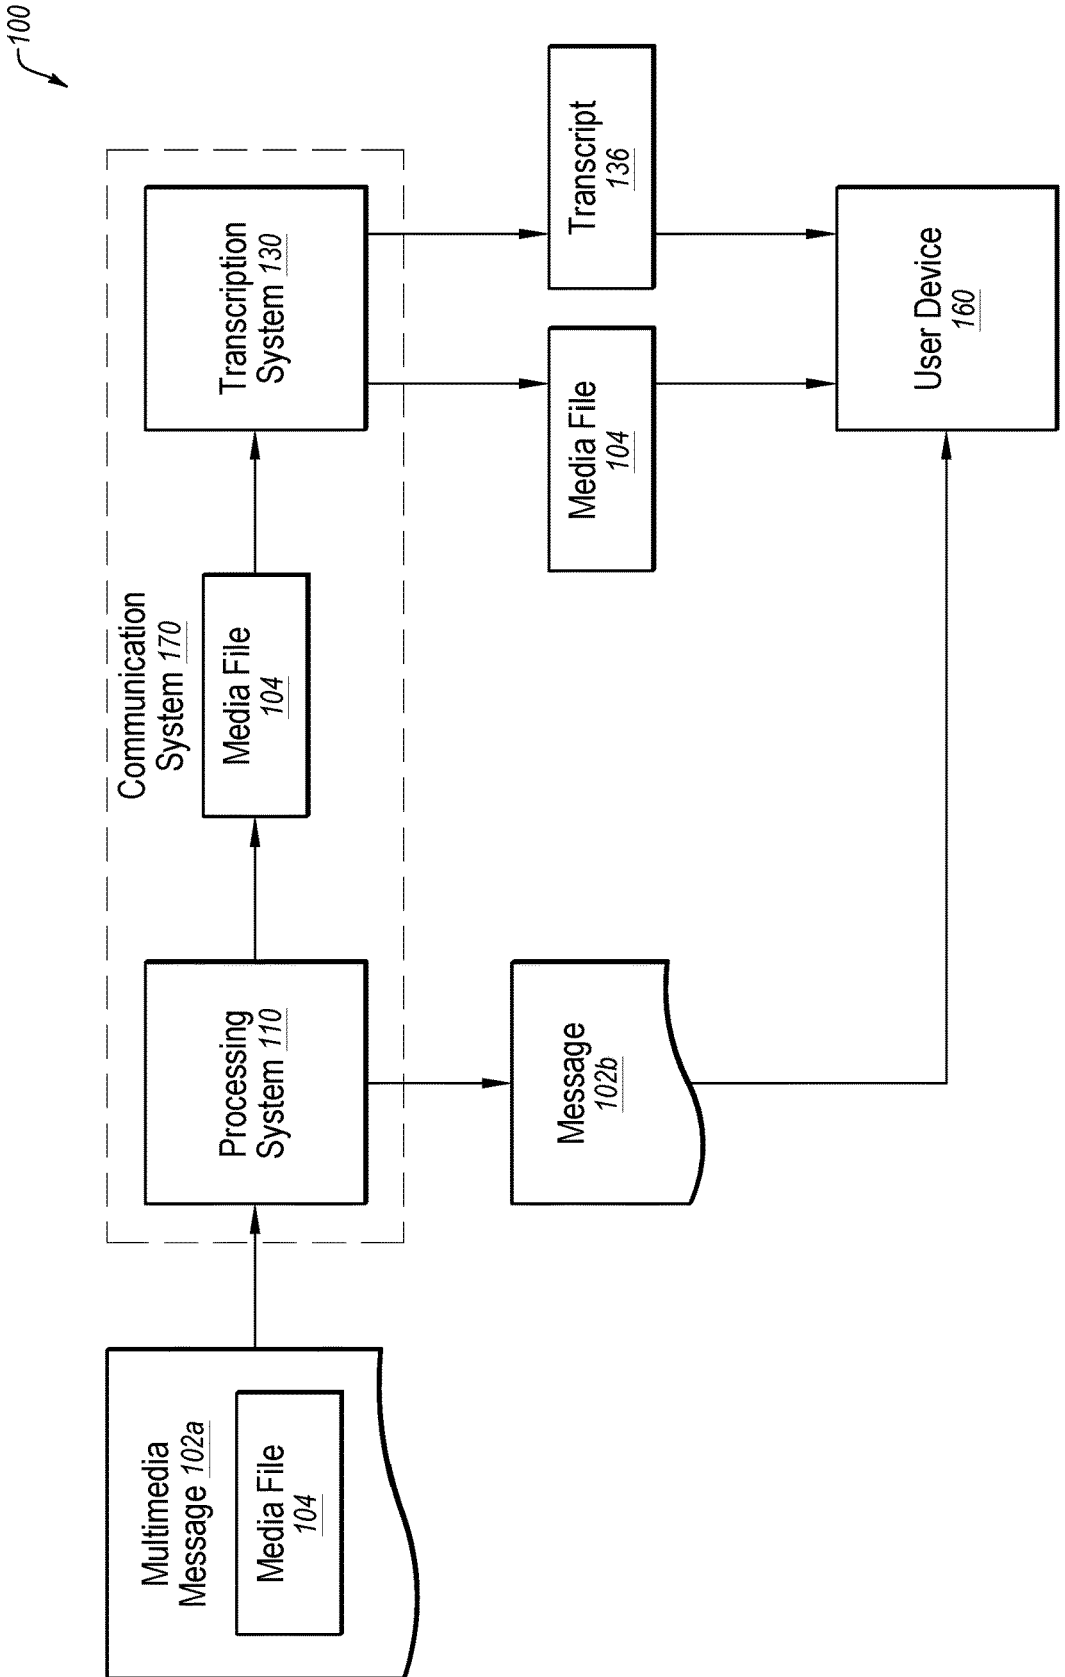 100
Communication
System 170
Multimedia
Message 102a
Media File
104
Processing
System 110
Media File
104
Transcription
System 130
Message
102b
Media File
104
Transcript
136
User Device
160